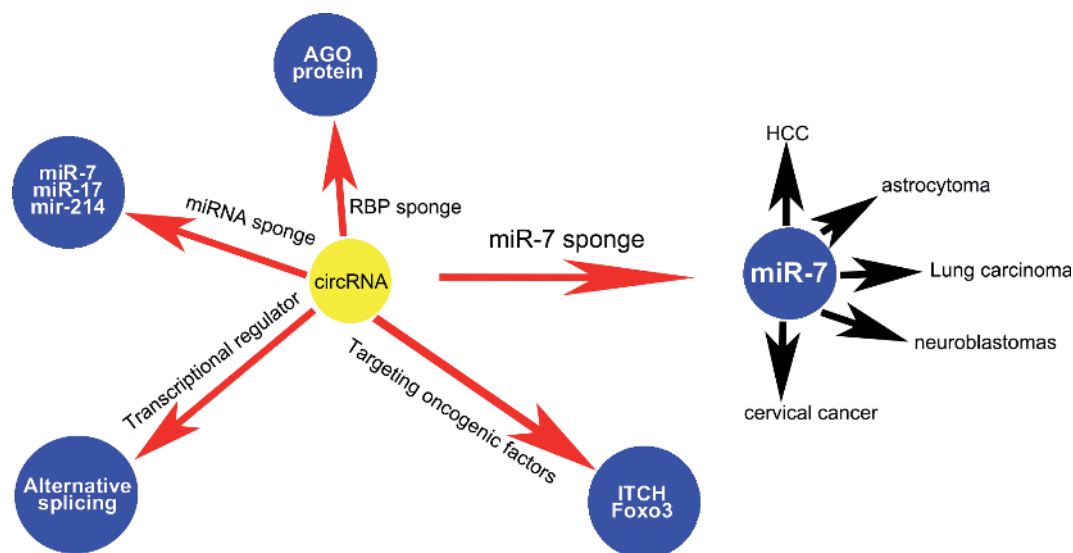 AGO
protein
miR-7
miR-17
mir-214
miRNA sponge
RBP sponge
circRNA
miR-7 sponge
Transcriptional regulator
Targeting oncogenic factors
Alternative
splicing
ITCH
Foxo3
HCC
astrocytoma
miR-7
Lung carcinoma
neuroblastomas
cervical cancer